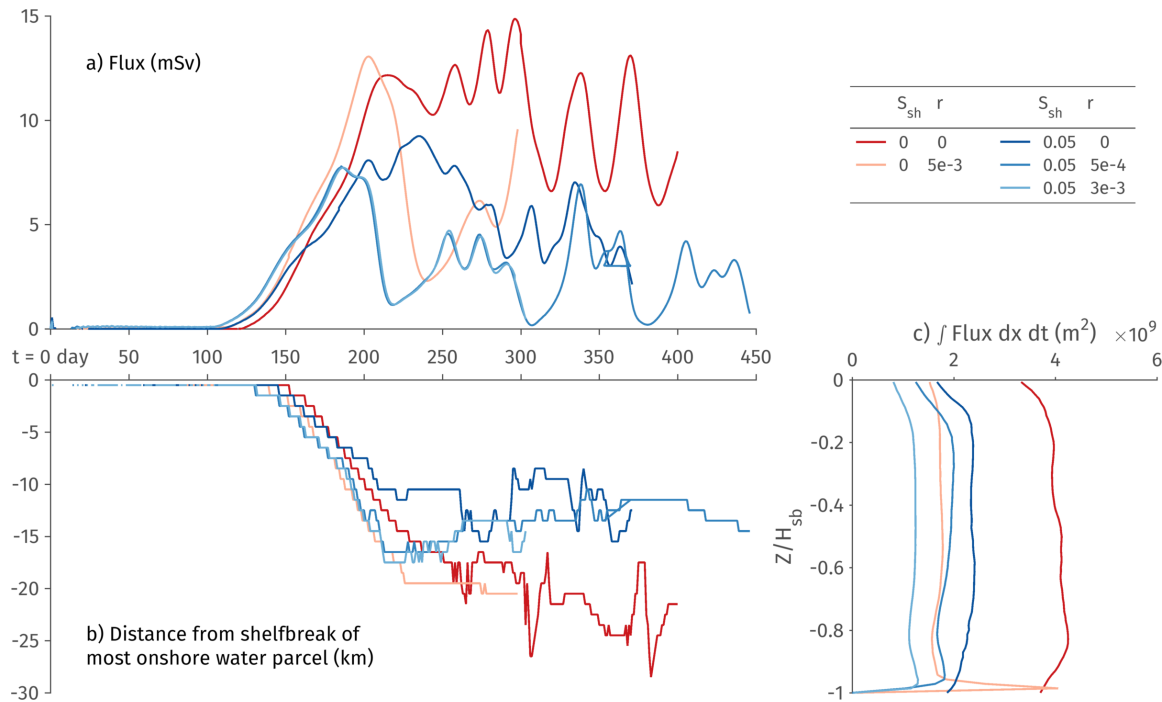 15
a) Flux (mSv)
10
5
0
t = 0 day 50 100 150 200 250 300 350 400 450
0
-5
-10
-15
-20
-25
-30
b) Distance from shelfbreak of
most onshore water parcel (km)
S_sh r S_sh r
0 0 0.05 0
0 5e-3 0.05 5e-4
0.05 3e-3
c) ∫ Flux dx dt (m²) ×10⁹
0 2 4 6
0
-0.2
-0.4
-0.6
-0.8
-1
Z/H_sb